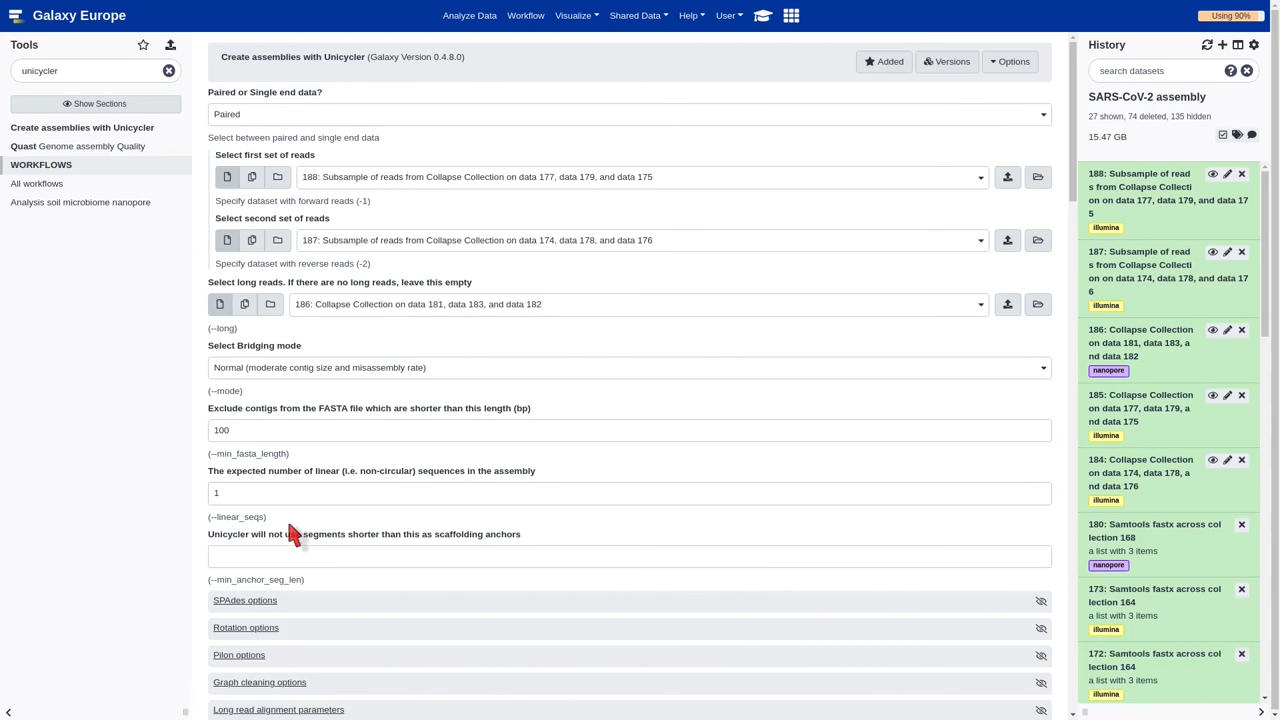 Galaxy Europe
Analyze Data
Workflow
Visualize
Shared Data
Help
User
Using 90%
Tools
unicycler
Show Sections
Create assemblies with Unicycler
Quast Genome assembly Quality
WORKFLOWS
All workflows
Analysis soil microbiome nanopore
Create assemblies with Unicycler (Galaxy Version 0.4.8.0)
Added
Versions
Options
Paired or Single end data?
Paired
Select between paired and single end data
Select first set of reads
188: Subsample of reads from Collapse Collection on data 177, data 179, and data 175
Specify dataset with forward reads (-1)
Select second set of reads
187: Subsample of reads from Collapse Collection on data 174, data 178, and data 176
Specify dataset with reverse reads (-2)
Select long reads. If there are no long reads, leave this empty
186: Collapse Collection on data 181, data 183, and data 182
(--long)
Select Bridging mode
Normal (moderate contig size and misassembly rate)
(--mode)
Exclude contigs from the FASTA file which are shorter than this length (bp)
100
(--min_fasta_length)
The expected number of linear (i.e. non-circular) sequences in the assembly
1
(--linear_seqs)
Unicycler will not use segments shorter than this as scaffolding anchors
(--min_anchor_seg_len)
SPAdes options
Rotation options
Pilon options
Graph cleaning options
Long read alignment parameters
History
search datasets
SARS-CoV-2 assembly
27 shown, 74 deleted, 135 hidden
15.47 GB
188: Subsample of read
s from Collapse Collecti
on on data 177, data 179, and data 17
5
illumina
187: Subsample of read
s from Collapse Collecti
on on data 174, data 178, and data 17
6
illumina
186: Collapse Collection
on data 181, data 183, a
nd data 182
nanopore
185: Collapse Collection
on data 177, data 179, a
nd data 175
illumina
184: Collapse Collection
on data 174, data 178, a
nd data 176
illumina
180: Samtools fastx across col
lection 168
a list with 3 items
nanopore
173: Samtools fastx across col
lection 164
a list with 3 items
illumina
172: Samtools fastx across col
lection 164
a list with 3 items
illumina